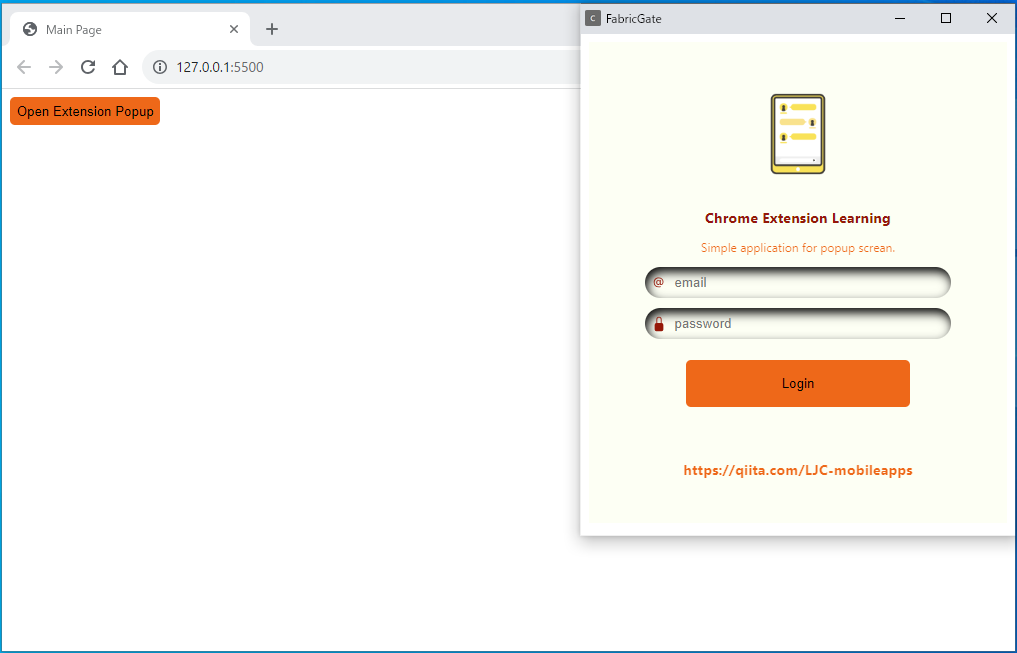 Main Page
127.0.0.1:5500
Open Extension Popup
C FabricGate
Chrome Extension Learning
Simple application for popup screan.
@ email
password
Login
https://qiita.com/LJC-mobileapps